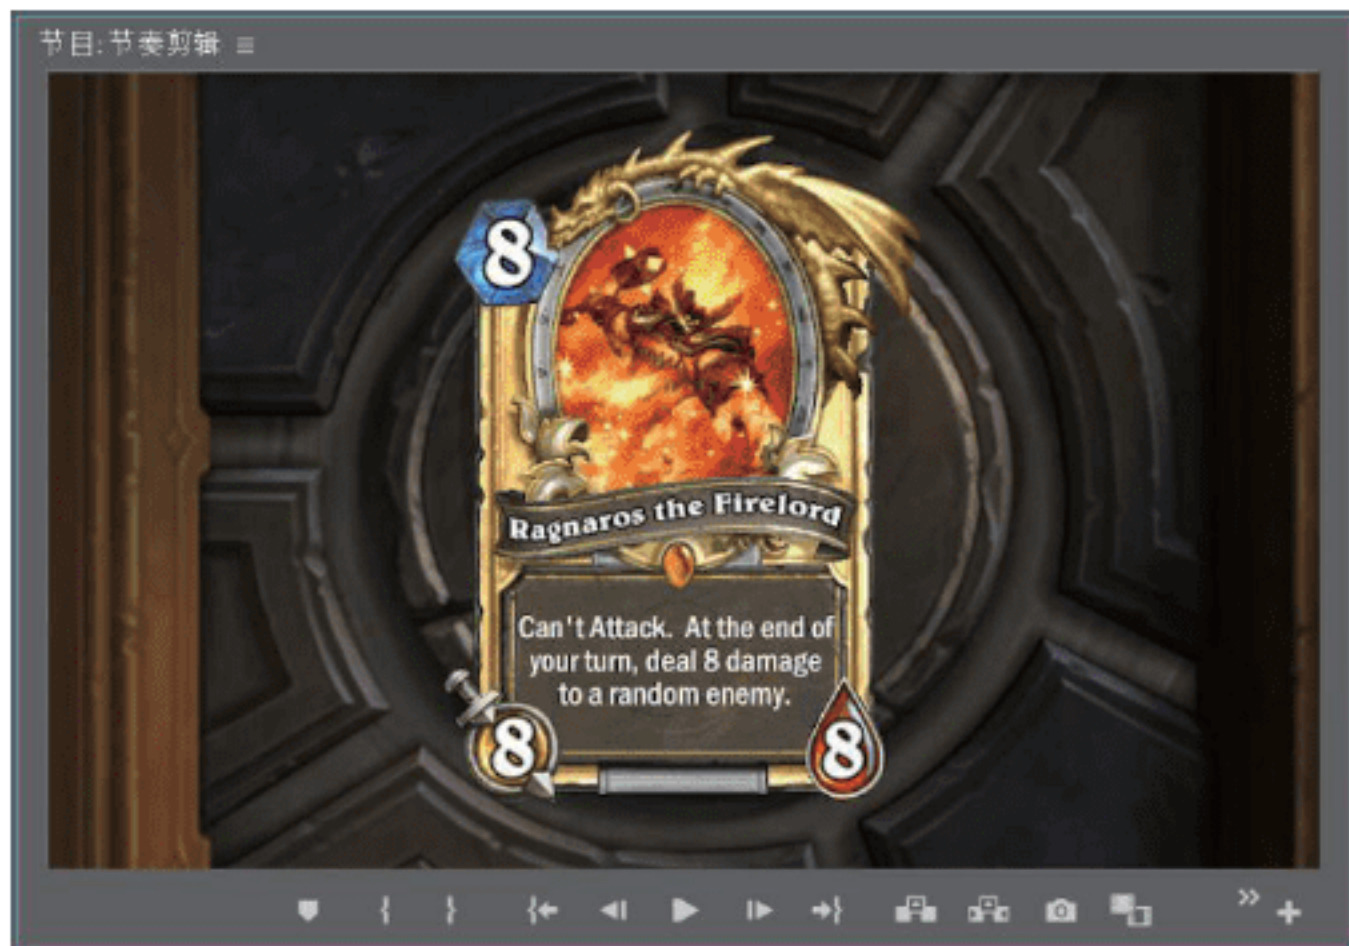 节目:节奏剪辑
8
Ragnaros the Firelord
Can't Attack. At the end of
your turn, deal 8 damage
to a random enemy.
8
8